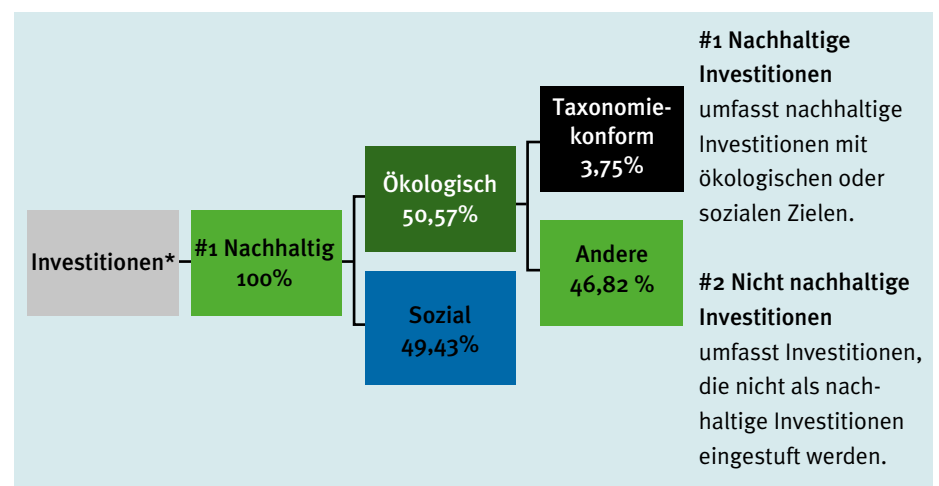 Investitionen*
#1 Nachhaltig
100%
Ökologisch
50,57%
Sozial
49,43%
Taxonomie-
konform
3,75%
Andere
46,82 %
#1 Nachhaltige
Investitionen
umfasst nachhaltige
Investitionen mit
ökologischen oder
sozialen Zielen.
#2 Nicht nachhaltige
Investitionen
umfasst Investitionen,
die nicht als nach-
haltige Investitionen
eingestuft werden.